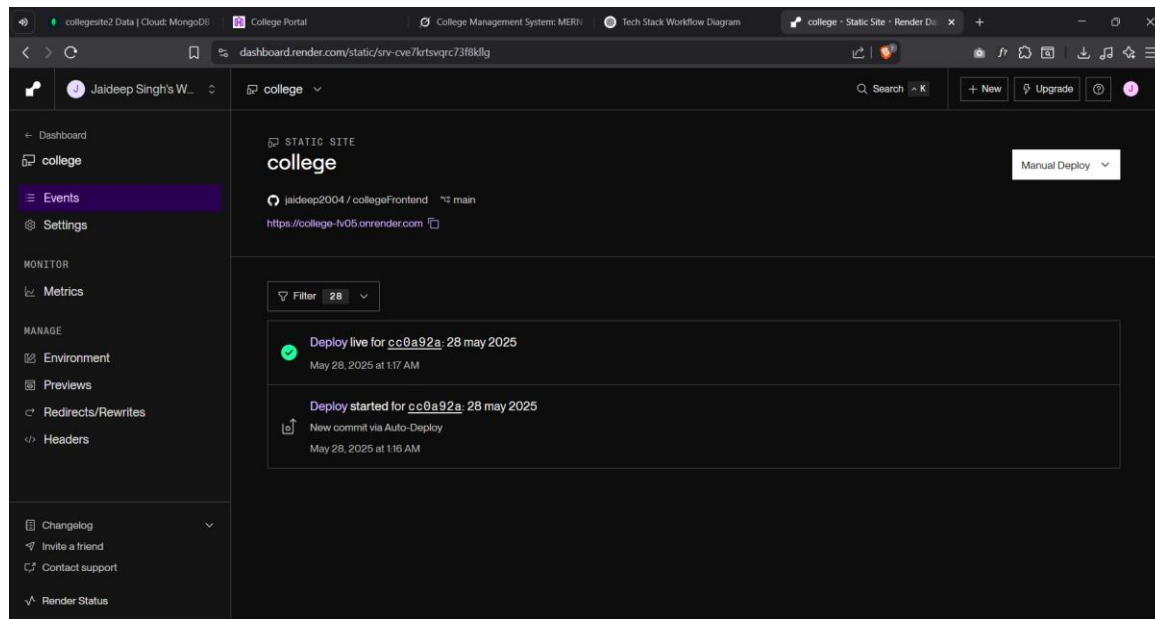 collegesite2 Data | Cloud: MongoDB
College Portal
College Management System: MERN
Tech Stack Workflow Diagram
college · Static Site · Render Da
dashboard.render.com/static/srv-cve7krtsvqrc73f8kllg
J Jaideep Singh's W...
college
Search ^ K
+ New
Upgrade
J
← Dashboard
college
Events
Settings
MONITOR
Metrics
MANAGE
Environment
Previews
Redirects/Rewrites
Headers
Changelog
Invite a friend
Contact support
Render Status
STATIC SITE
college
Manual Deploy
jaideep2004 / collegeFrontend main
https://college-fv05.onrender.com
Filter 28
Deploy live for cc0a92a: 28 may 2025
May 28, 2025 at 1:17 AM
Deploy started for cc0a92a: 28 may 2025
New commit via Auto-Deploy
May 28, 2025 at 1:16 AM